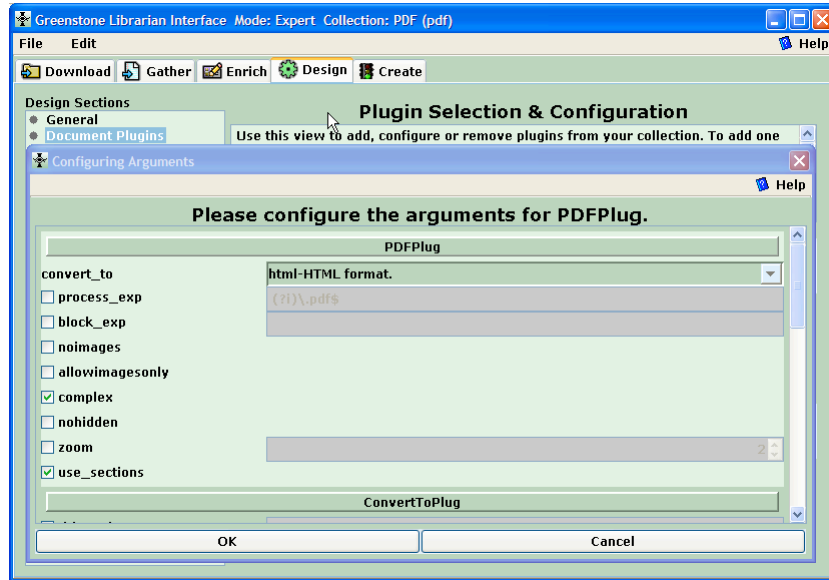 Greenstone Librarian Interface Mode: Expert Collection: PDF (pdf)
File Edit Help
Download Gather Enrich Design Create
Design Sections
General
Document Plugins
Plugin Selection & Configuration
Use this view to add, configure or remove plugins from your collection. To add one
Configuring Arguments
Help
Please configure the arguments for PDFPlug.
PDFPlug
convert_to html-HTML format.
process_exp (?i)\.pdf$
block_exp
noimages
allowimagesonly
complex
nohidden
zoom 2
use_sections
ConvertToPlug
OK Cancel